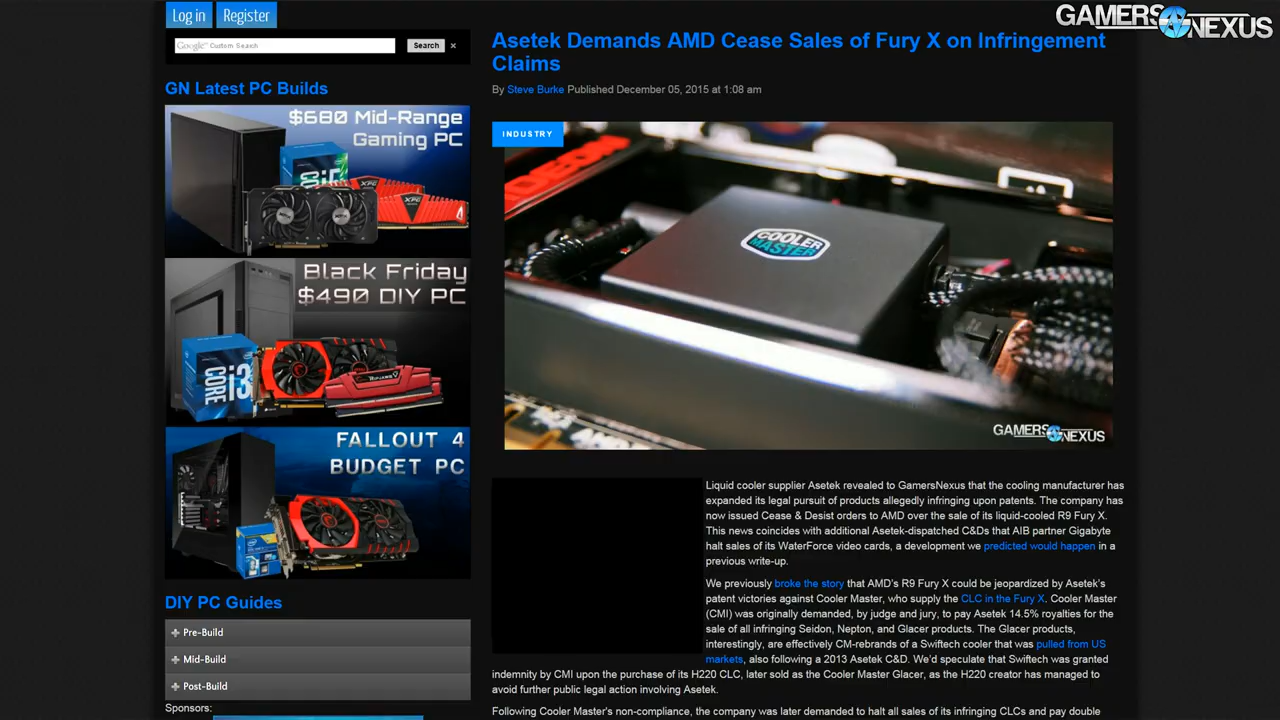 Log in
Register
Google™ Custom Search
Search
×
GN Latest PC Builds
$680 Mid-Range
Gaming PC
Black Friday
$490 DIY PC
CORE i3
FALLOUT 4
BUDGET PC
DIY PC Guides
Pre-Build
Mid-Build
Post-Build
Sponsors:
GAMERS NEXUS
Asetek Demands AMD Cease Sales of Fury X on Infringement
Claims
By Steve Burke Published December 05, 2015 at 1:08 am
INDUSTRY
COOLER
MASTER
GAMERS NEXUS
Liquid cooler supplier Asetek revealed to GamersNexus that the cooling manufacturer has
expanded its legal pursuit of products allegedly infringing upon patents. The company has
now issued Cease & Desist orders to AMD over the sale of its liquid-cooled R9 Fury X.
This news coincides with additional Asetek-dispatched C&Ds that AIB partner Gigabyte
halt sales of its WaterForce video cards, a development we predicted would happen in a
previous write-up.
We previously broke the story that AMD's R9 Fury X could be jeopardized by Asetek's
patent victories against Cooler Master, who supply the CLC in the Fury X. Cooler Master
(CMI) was originally demanded, by judge and jury, to pay Asetek 14.5% royalties for the
sale of all infringing Seidon, Nepton, and Glacer products. The Glacer products,
interestingly, are effectively CM-rebrands of a Swiftech cooler that was pulled from US
markets, also following a 2013 Asetek C&D. We'd speculate that Swiftech was granted
indemnity by CMI upon the purchase of its H220 CLC, later sold as the Cooler Master Glacer, as the H220 creator has managed to
avoid further public legal action involving Asetek.
Following Cooler Master's non-compliance, the company was later demanded to halt all sales of its infringing CLCs and pay double